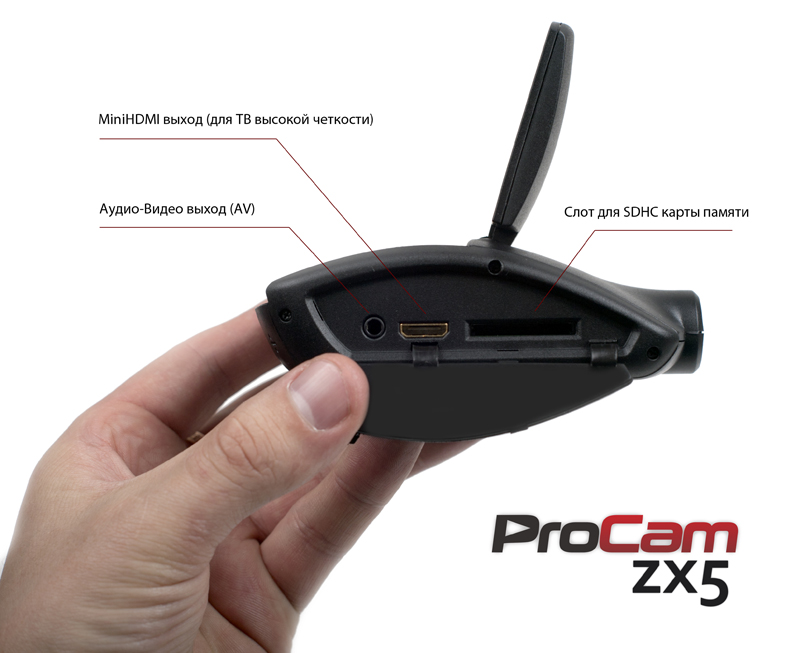 MiniHDMI выход (для ТВ высокой четкости)
Аудио-Видео выход (AV)
Слот для SDHC карты памяти
ProCam
ZX5